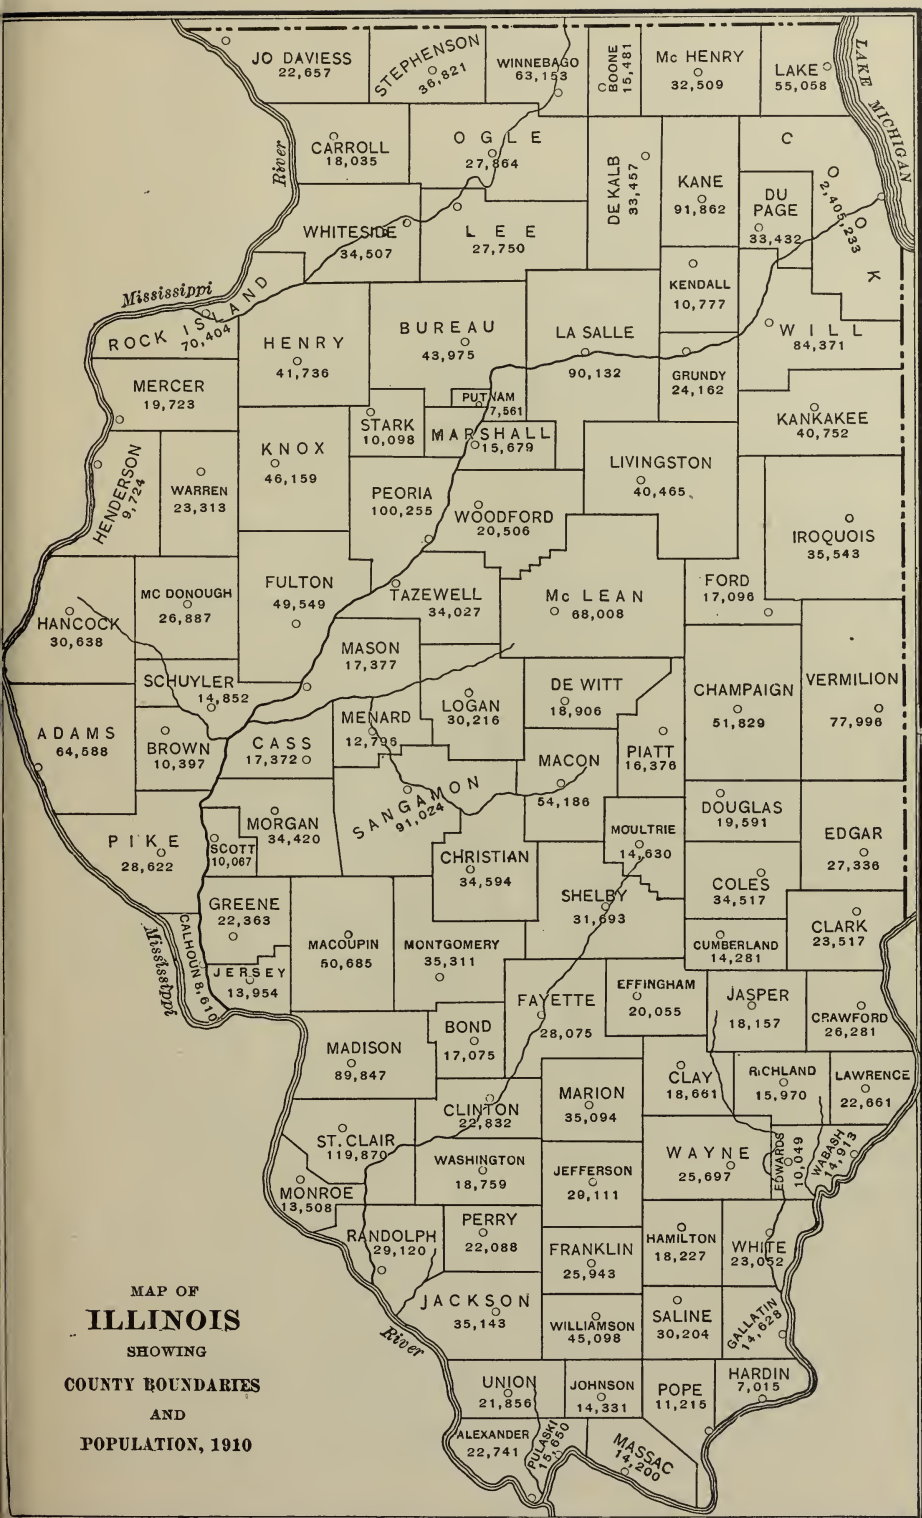 JO DAVIESS
22,657
STEPHENSON
36,821
WINNEBAGO
63,153
BOONE
15,481
Mc HENRY
32,509
LAKE
55,058
LAKE MICHIGAN
River
CARROLL
18,035
OGLE
27,864
DE KALB
33,457
KANE
91,862
DU
PAGE
33,432
COOK
2,405,233
WHITESIDE
34,507
LEE
27,750
KENDALL
10,777
Mississippi
ROCK ISLAND
70,404
HENRY
41,736
BUREAU
43,975
LA SALLE
90,132
GRUNDY
24,162
WILL
84,371
MERCER
19,723
PUTNAM
7,561
STARK
10,098
MARSHALL
15,679
KANKAKEE
40,752
HENDERSON
9,724
WARREN
23,313
KNOX
46,159
PEORIA
100,255
WOODFORD
20,506
LIVINGSTON
40,465
IROQUOIS
35,543
HANCOCK
30,638
MC DONOUGH
26,887
FULTON
49,549
TAZEWELL
34,027
Mc LEAN
68,008
FORD
17,096
MASON
17,377
SCHUYLER
14,852
LOGAN
30,216
DE WITT
18,906
CHAMPAIGN
51,829
VERMILION
77,996
ADAMS
64,588
BROWN
10,397
CASS
17,372
MENARD
12,796
MACON
54,186
PIATT
16,376
PIKE
28,622
SCOTT
10,067
MORGAN
34,420
SANGAMON
91,024
CHRISTIAN
34,594
MOULTRIE
14,630
DOUGLAS
19,591
EDGAR
27,336
SHELBY
31,693
COLES
34,517
Mississippi
CALHOUN 8,610
GREENE
22,363
JERSEY
13,954
MACOUPIN
50,685
MONTGOMERY
35,311
CUMBERLAND
14,281
CLARK
23,517
FAYETTE
28,075
EFFINGHAM
20,055
JASPER
18,157
CRAWFORD
26,281
MADISON
89,847
BOND
17,075
MARION
35,094
CLAY
18,661
RICHLAND
15,970
LAWRENCE
22,661
CLINTON
22,832
ST. CLAIR
119,870
WASHINGTON
18,759
JEFFERSON
29,111
WAYNE
25,697
EDWARDS
10,049
WABASH
14,913
MONROE
13,508
RANDOLPH
29,120
PERRY
22,088
FRANKLIN
25,943
HAMILTON
18,227
WHITE
23,052
JACKSON
35,143
WILLIAMSON
45,098
SALINE
30,204
GALLATIN
14,628
River
UNION
21,856
JOHNSON
14,331
POPE
11,215
HARDIN
7,015
ALEXANDER
22,741
PULASKI
15,650
MASSAC
14,200
MAP OF
ILLINOIS
SHOWING
COUNTY BOUNDARIES
AND
POPULATION, 1910